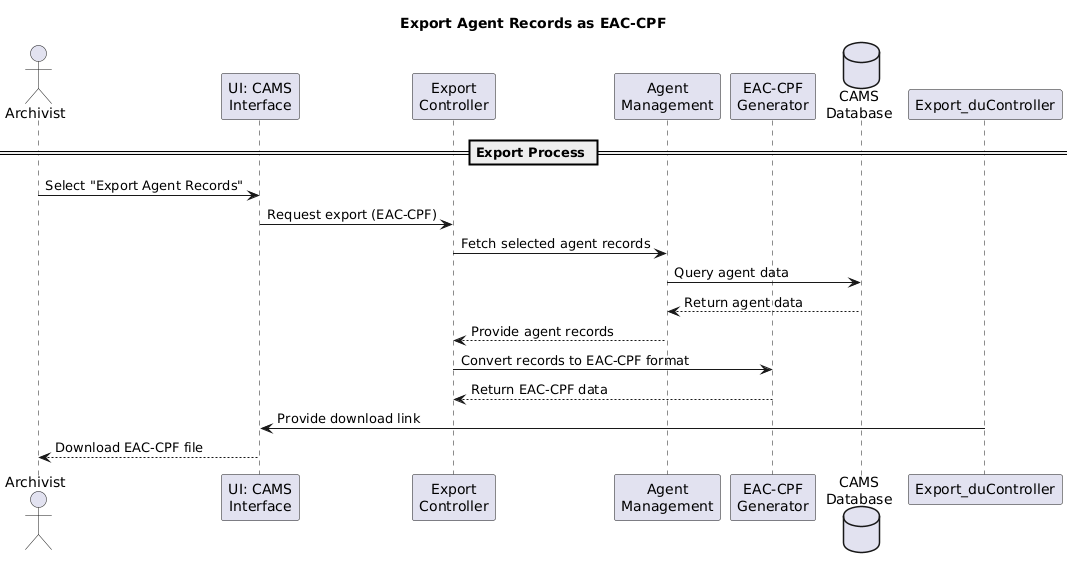 Export Agent Records as EAC-CPF
Archivist
UI: CAMS
Interface
Export
Controller
Agent
Management
EAC-CPF
Generator
CAMS
Database
Export_duController
Export Process
Select "Export Agent Records"
Request export (EAC-CPF)
Fetch selected agent records
Query agent data
Return agent data
Provide agent records
Convert records to EAC-CPF format
Return EAC-CPF data
Provide download link
Download EAC-CPF file
Archivist
UI: CAMS
Interface
Export
Controller
Agent
Management
EAC-CPF
Generator
CAMS
Database
Export_duController